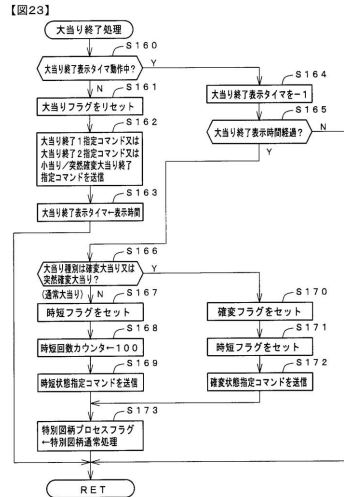 【図23】
大当り終了処理
S160
大当り終了表示タイマ動作中?
Y
N
S161
大当りフラグをリセット
S162
大当り終了1指定コマンド又は
大当り終了2指定コマンド又は
小当り/突然確変大当り終了
指定コマンドを送信
S163
大当り終了表示タイマ←表示時間
S164
大当り終了表示タイマを−1
S165
大当り終了表示時間経過?
N
Y
S166
大当り種別は確変大当り又は
突然確変大当り?
Y
(通常大当り)
N
S167
時短フラグをセット
S168
時短回数カウンタ←100
S169
時短状態指定コマンドを送信
S170
確変フラグをセット
S171
時短フラグをセット
S172
確変状態指定コマンドを送信
S173
特別図柄プロセスフラグ
←特別図柄通常処理
RET